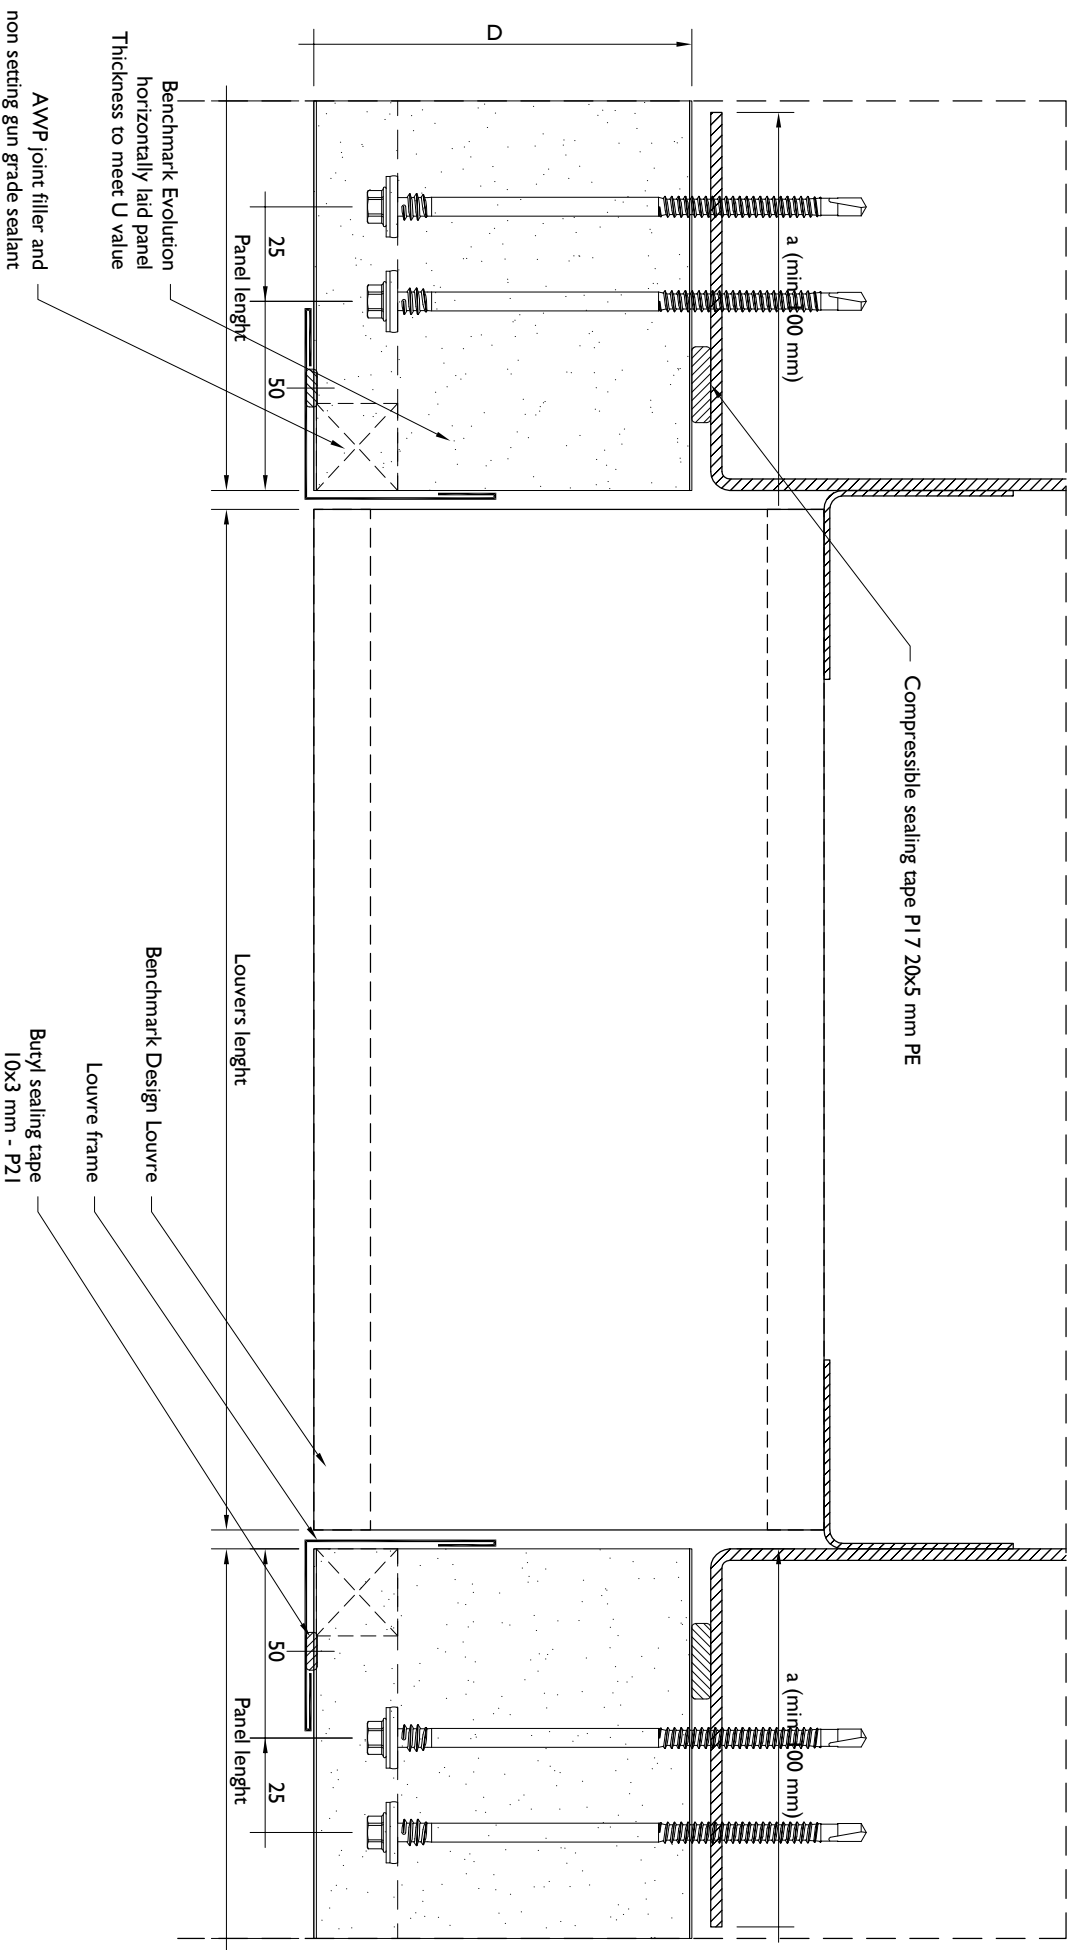 D
a (min. 100 mm)
Compressible sealing tape P17 20x5 mm PE
a (min. 100 mm)
25
50
Panel lenght
Louvers lenght
50
25
Panel lenght
Benchmark Evolution
horizontally laid panel
Thickness to meet U value
AWP joint filler and
non setting gun grade sealant
Benchmark Design Louvre
Louvre frame
Butyl sealing tape
10x3 mm - P21